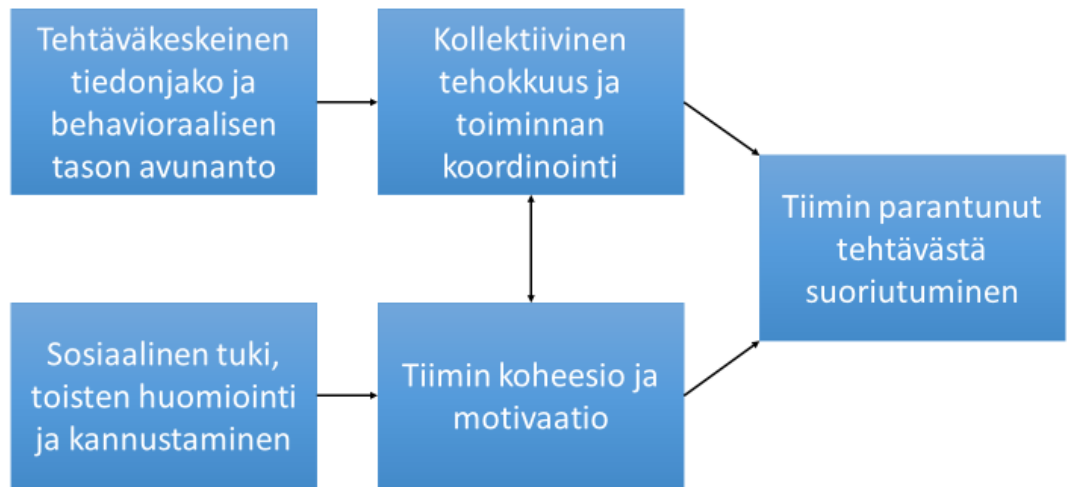 Tehtäväkeskeinen
tiedonjako ja
behavioraalisen
tason avunanto
Kollektiivinen
tehokkuus ja
toiminnan
koordinointi
Tiimin parantunut
tehtävästä
suoriutuminen
Sosiaalinen tuki,
toisten huomiointi
ja kannustaminen
Tiimin koheesio ja
motivaatio